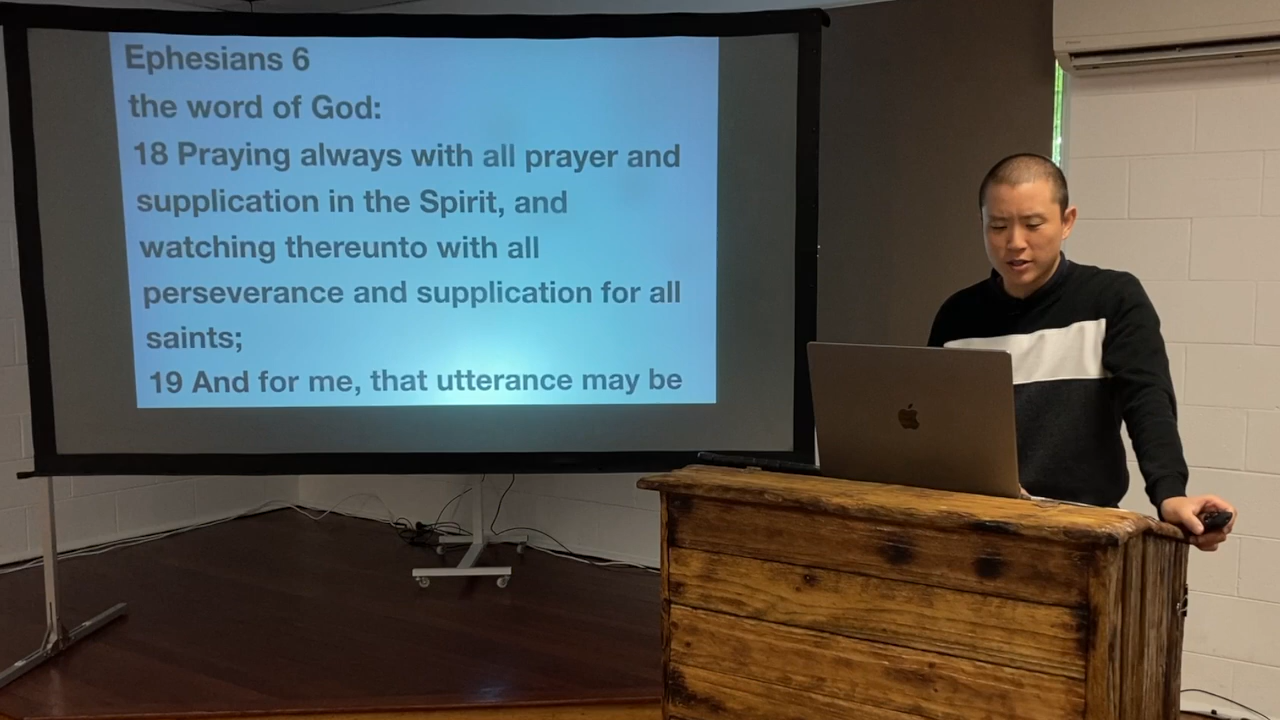 Ephesians 6
the word of God:
18 Praying always with all prayer and
supplication in the Spirit, and
watching thereunto with all
perseverance and supplication for all
saints;
19 And for me, that utterance may be